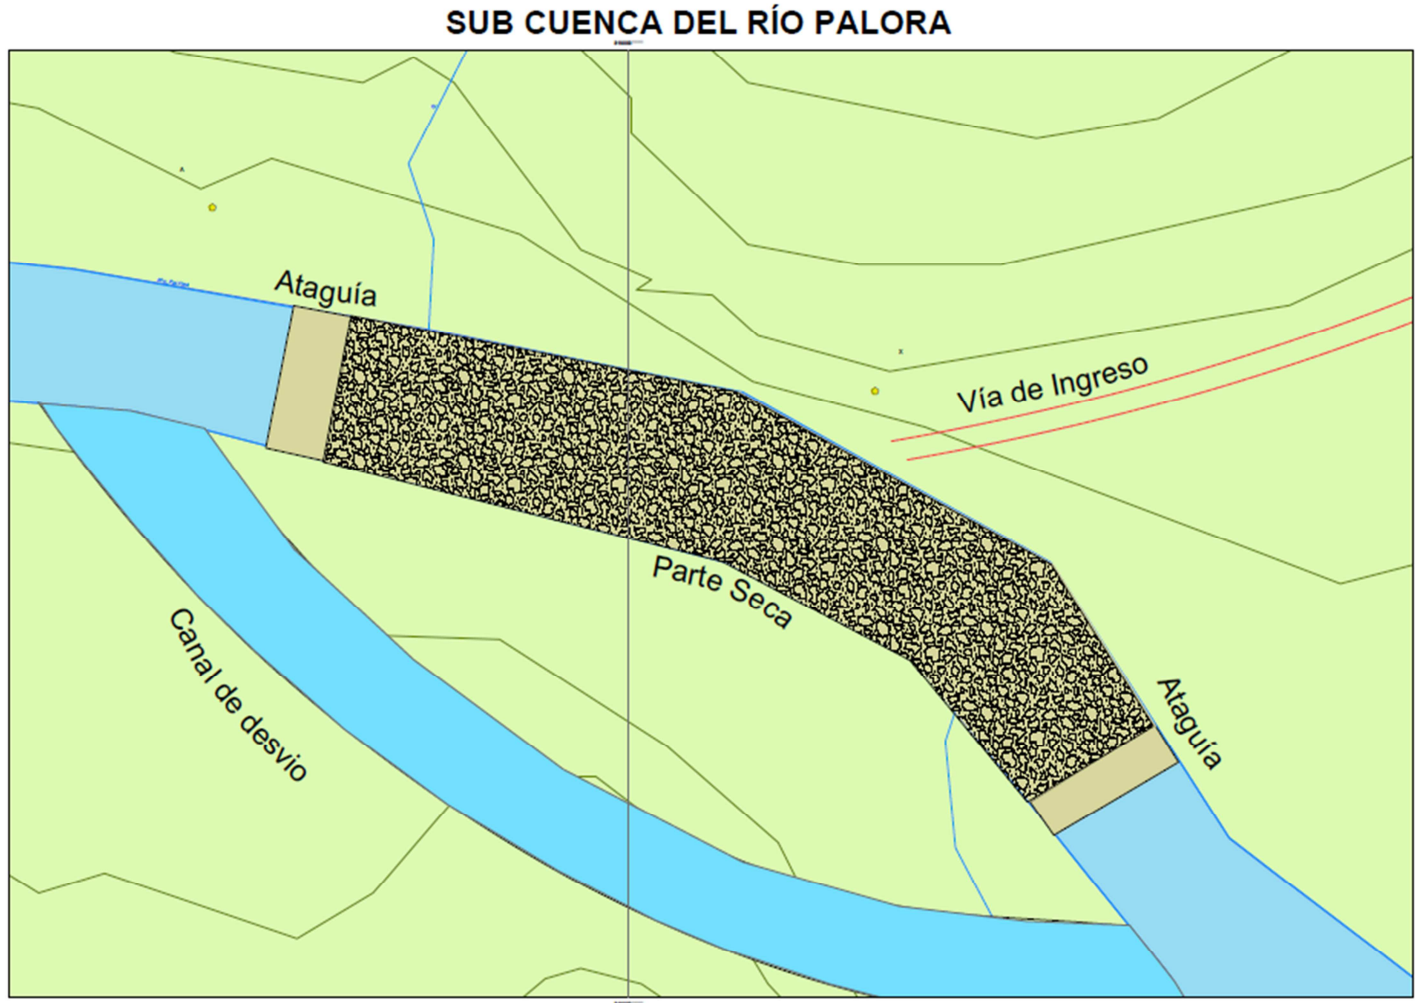 SUB CUENCA DEL RÍO PALORA
Ataguía
Vía de Ingreso
Parte Seca
Canal de desvio
Ataguía